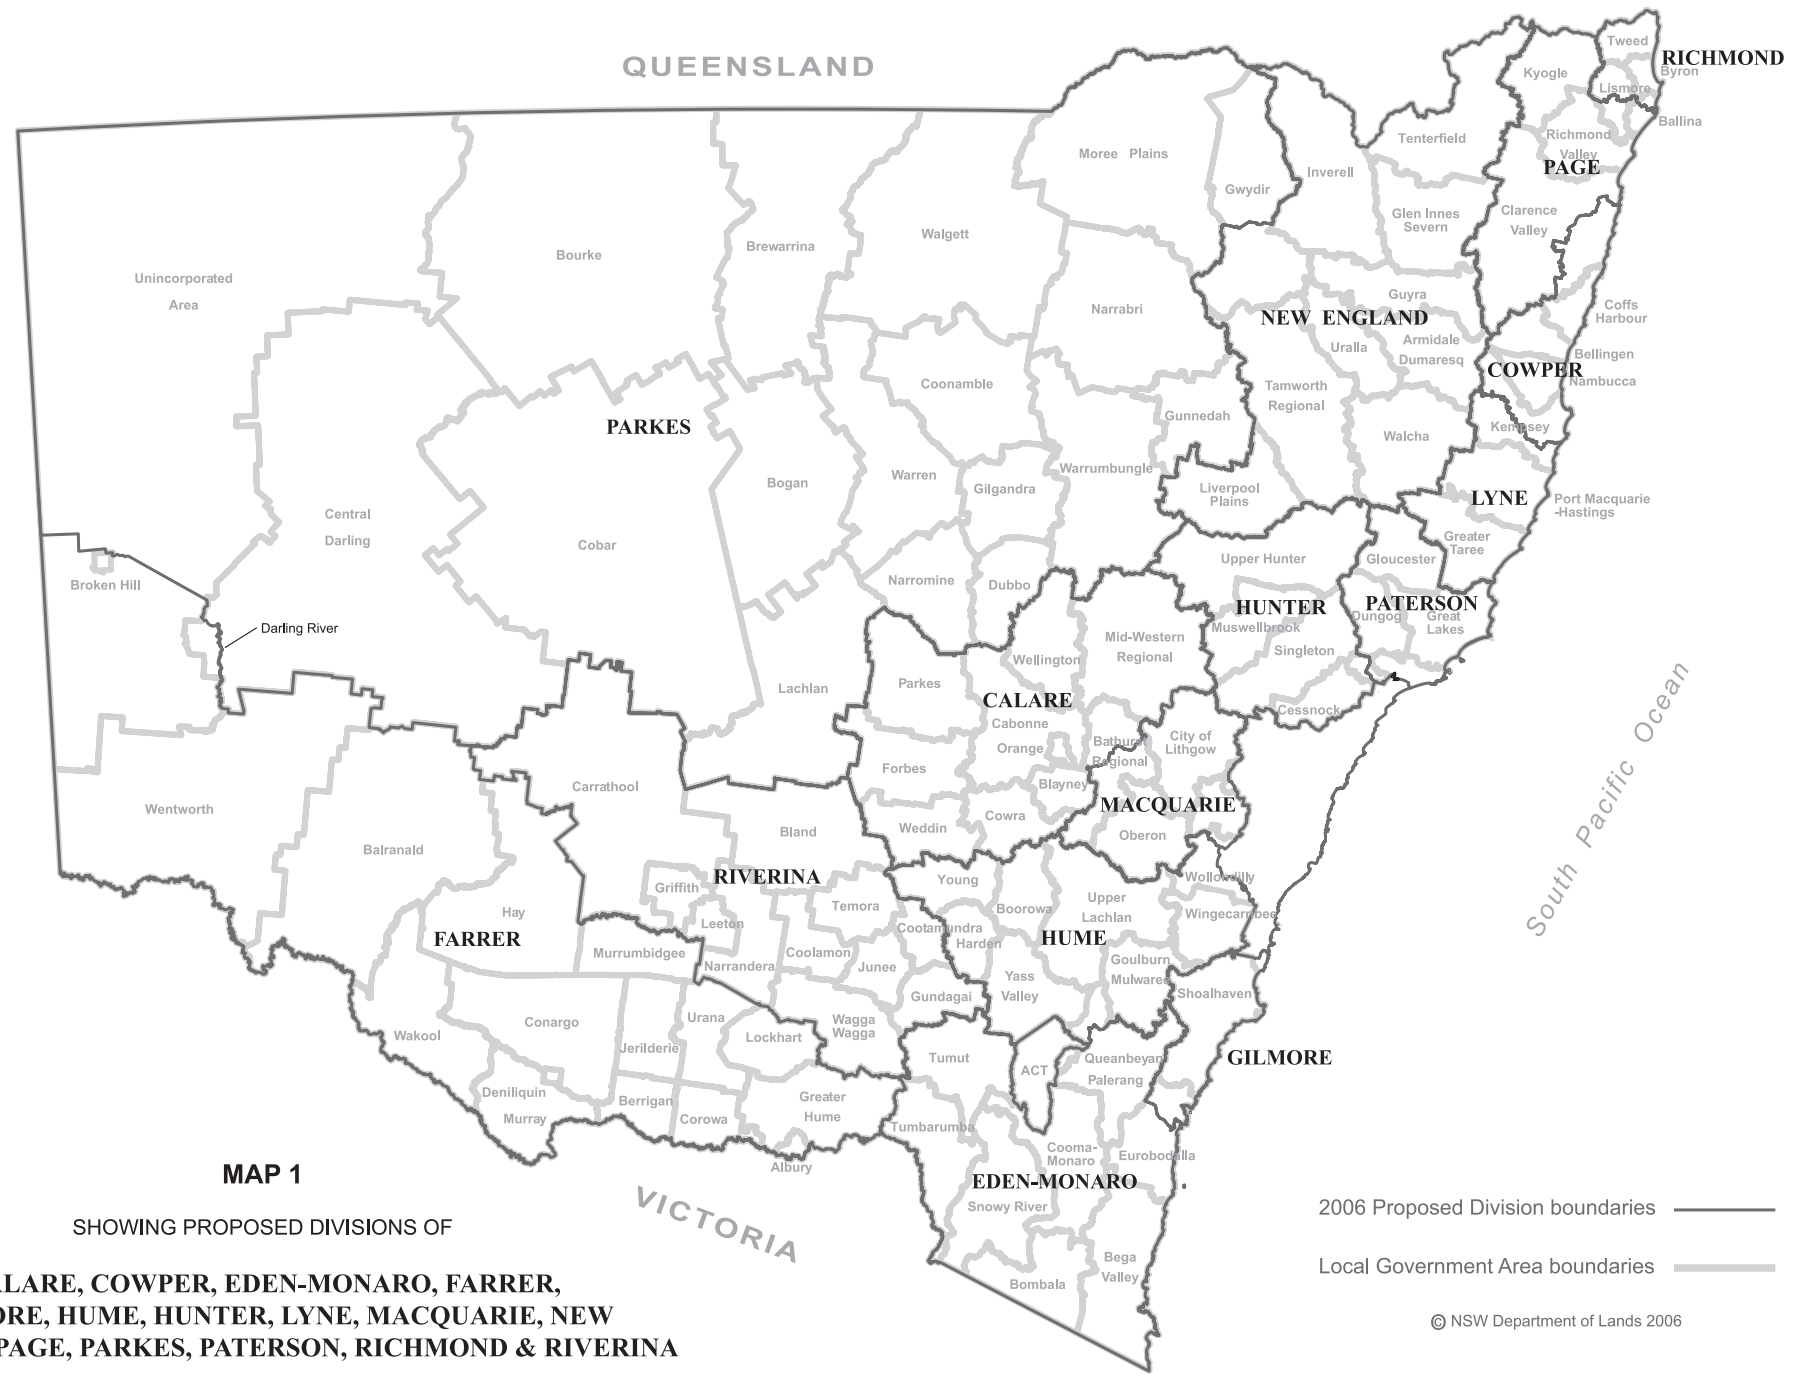 QUEENSLAND
Tweed
RICHMOND
Kyogle
Byron
Lismore
Ballina
Tenterfield
Richmond
Valley
PAGE
Moree Plains
Inverell
Gwydir
Glen Innes
Severn
Clarence
Valley
Walgett
Brewarrina
Bourke
Unincorporated
Area
Narrabri
Guyra
NEW ENGLAND
Coffs
Harbour
Armidale
Dumaresq
Uralla
Bellingen
COWPER
Nambucca
Coonamble
Tamworth
Regional
Gunnedah
PARKES
Kempsey
Walcha
Warrumbungle
Warren
Bogan
Gilgandra
Liverpool
Plains
LYNE
Port Macquarie
-Hastings
Central
Darling
Cobar
Greater
Taree
Upper Hunter
Gloucester
Broken Hill
Narromine
Dubbo
HUNTER
PATERSON
Dungog
Great
Lakes
Darling River
Muswellbrook
Mid-Western
Regional
Singleton
Wellington
Parkes
Lachlan
CALARE
Cessnock
Cabonne
Orange
Bathurst
Regional
City of
Lithgow
Forbes
Carrathool
Blayney
Wentworth
MACQUARIE
Cowra
Weddin
Bland
Oberon
Balranald
RIVERINA
Griffith
Young
Wollondilly
Temora
Boorowa
Upper
Lachlan
Hay
Leeton
Wingecarribee
Cootamundra
FARRER
HUME
Harden
Murrumbidgee
Coolamon
Goulburn
Mulwaree
Narrandera
Junee
Yass
Valley
Shoalhaven
Gundagai
Conargo
Urana
Wagga
Wagga
Wakool
Lockhart
Jerilderie
Tumut
Queanbeyan
GILMORE
ACT
Palerang
Deniliquin
Murray
Berrigan
Greater
Hume
Corowa
Tumbarumba
Cooma-
Monaro
Eurobodalla
Albury
EDEN-MONARO
Snowy River
Bega
Valley
Bombala
VICTORIA
South Pacific Ocean
MAP 1
SHOWING PROPOSED DIVISIONS OF
ALARE, COWPER, EDEN-MONARO, FARRER,
ORE, HUME, HUNTER, LYNE, MACQUARIE, NEW
PAGE, PARKES, PATERSON, RICHMOND & RIVERINA
2006 Proposed Division boundaries
Local Government Area boundaries
© NSW Department of Lands 2006